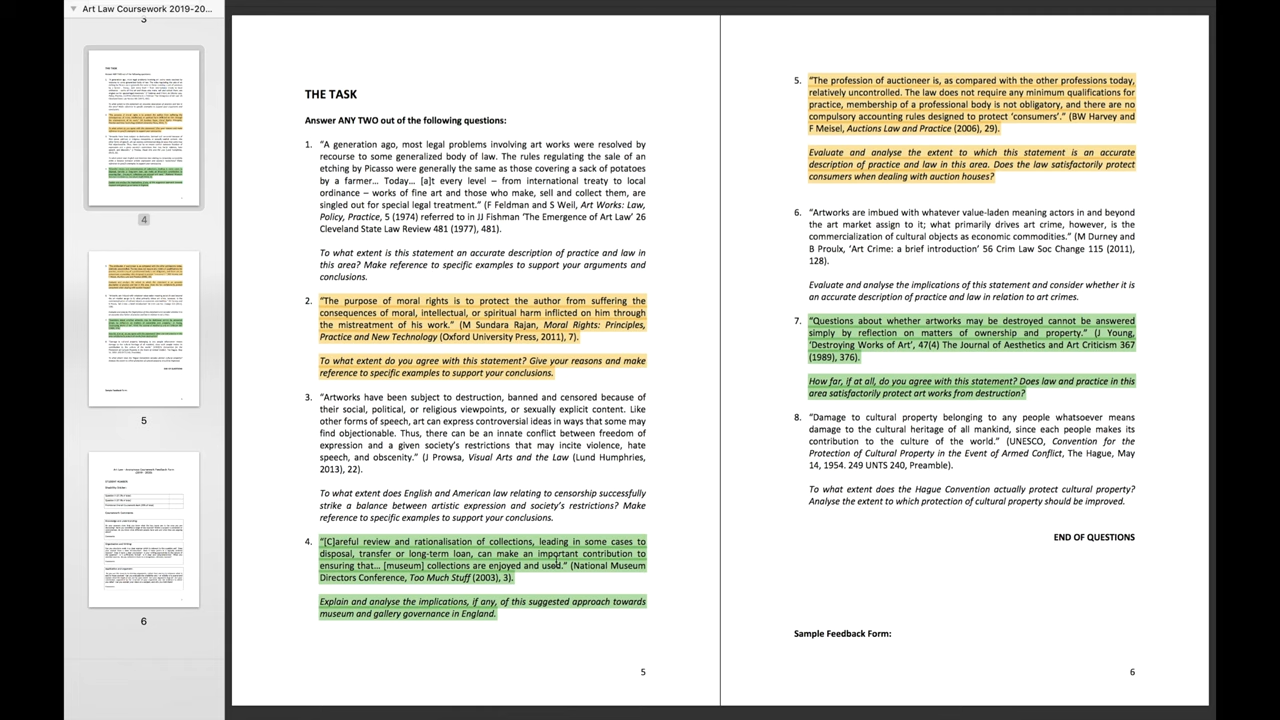 Art Law Coursework 2019-20...
3
4
5
6
THE TASK
Answer ANY TWO out of the following questions:
1. “A generation ago, most legal problems involving art works were resolved by
recourse to some generalized body of law. The rules regulating the sale of an
etching by Picasso were generally the same as those covering a sack of potatoes
by a farmer... Today... [a]t every level – from international treaty to local
ordinance – works of fine art and those who make, sell and collect them, are
singled out for special legal treatment.” (F Feldman and S Weil, Art Works: Law,
Policy, Practice, 5 (1974) referred to in JJ Fishman ‘The Emergence of Art Law’ 26
Cleveland State Law Review 481 (1977), 481).
To what extent is this statement an accurate description of practice and law in
this area? Make reference to specific examples to support your arguments and
conclusions.
2. “The purpose of moral rights is to protect the author from suffering the
consequences of moral, intellectual, or spiritual harm inflicted on him through
the mistreatment of his work.” (M Sundara Rajan, Moral Rights: Principles,
Practice and New Technology (Oxford University Press, 2011), 7).
To what extent do you agree with this statement? Give your reasons and make
reference to specific examples to support your conclusions.
3. “Artworks have been subject to destruction, banned and censored because of
their social, political, or religious viewpoints, or sexually explicit content. Like
other forms of speech, art can express controversial ideas in ways that some may
find objectionable. Thus, there can be an innate conflict between freedom of
expression and a given society’s restrictions that may incite violence, hate
speech, and obscenity.” (J Prowsa, Visual Arts and the Law (Lund Humphries,
2013), 22).
To what extent does English and American law relating to censorship successfully
strike a balance between artistic expression and society’s restrictions? Make
reference to specific examples to support your conclusions.
4. “[C]areful review and rationalisation of collections, leading in some cases to
disposal, transfer or long-term loan, can make an important contribution to
ensuring that... [museum] collections are enjoyed and used.” (National Museum
Directors Conference, Too Much Stuff (2003), 3).
Explain and analyse the implications, if any, of this suggested approach towards
museum and gallery governance in England.
5
5. “The profession of auctioneer is, as compared with the other professions today,
relatively uncontrolled. The law does not require any minimum qualifications for
practice, membership of a professional body is not obligatory, and there are no
compulsory accounting rules designed to protect ‘consumers’.” (BW Harvey and
F Meisel, Auctions Law and Practice (2006), 29).
Evaluate and analyse the extent to which this statement is an accurate
description of practice and law in this area. Does the law satisfactorily protect
consumers when dealing with auction houses?
6. “Artworks are imbued with whatever value-laden meaning actors in and beyond
the art market assign to it; what primarily drives art crime, however, is the
commercialization of cultural objects as economic commodities.” (M Durney and
B Proulx, ‘Art Crime: a brief introduction’ 56 Crim Law Soc Change 115 (2011),
128).
Evaluate and analyse the implications of this statement and consider whether it is
an accurate description of practice and law in relation to art crimes.
7. “Questions about whether artworks may be destroyed cannot be answered
simply by reflection on matters of ownership and property.” (J Young,
‘Destroying Works of Art’, 47(4) The Journal of Aesthetics and Art Criticism 367
(1989), 376).
How far, if at all, do you agree with this statement? Does law and practice in this
area satisfactorily protect art works from destruction?
8. “Damage to cultural property belonging to any people whatsoever means
damage to the cultural heritage of all mankind, since each people makes its
contribution to the culture of the world.” (UNESCO, Convention for the
Protection of Cultural Property in the Event of Armed Conflict, The Hague, May
14, 1954. 249 UNTS 240, Preamble).
To what extent does the Hague Convention actually protect cultural property?
Analyse the extent to which protection of cultural property should be improved.
END OF QUESTIONS
Sample Feedback Form:
6